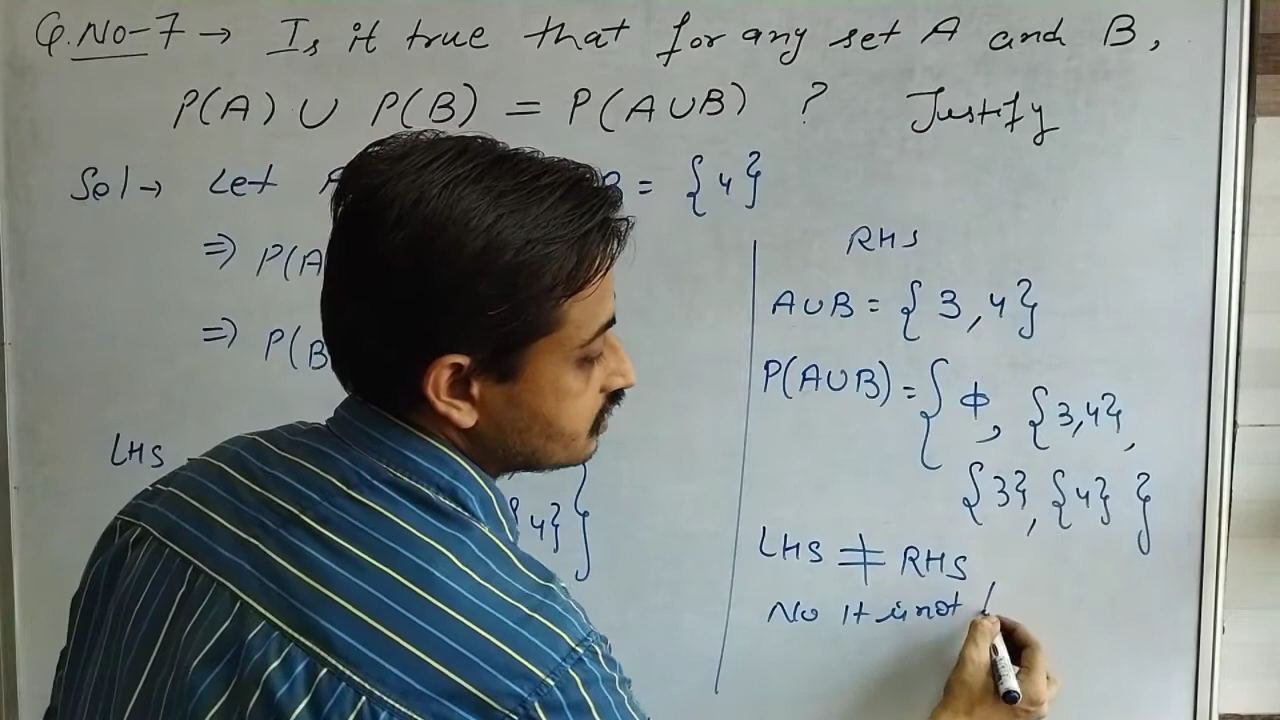 Q.No-7 → Is it true that for any set A and B,
P(A) ∪ P(B) = P(A∪B) ? Justify
Sol → Let A B = {4}
⇒ P(A
⇒ P(B
LHS
4}}
RHS
A∪B = {3,4}
P(A∪B) = {ϕ, {3,4},
{3}, {4}}
LHS ≠ RHS
No It is not